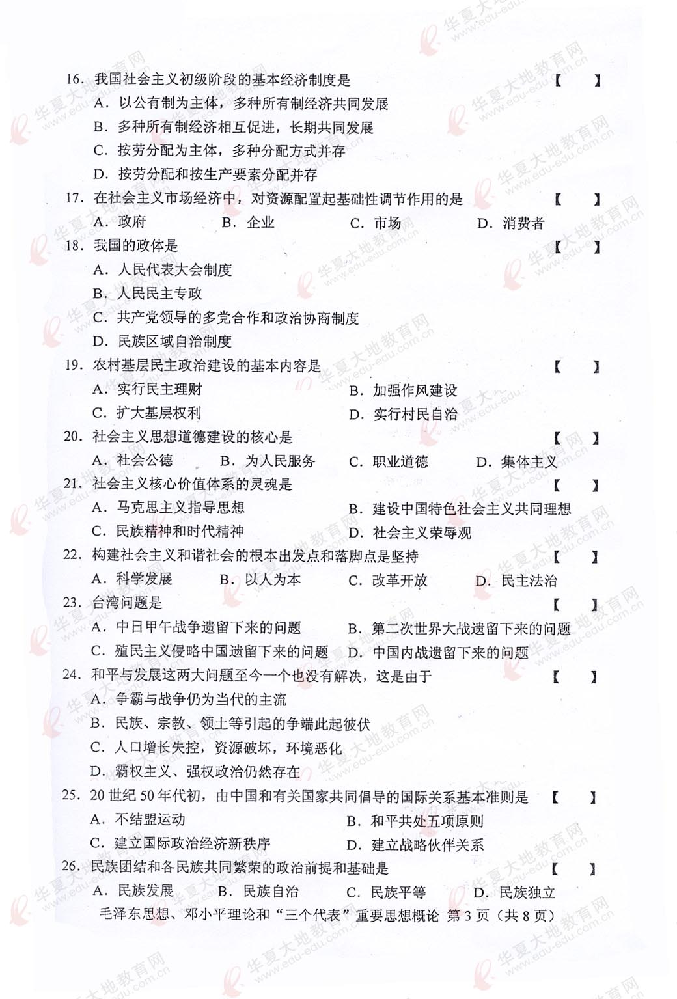 华夏大地教育网
www.edu-edu.com.cn
16．我国社会主义初级阶段的基本经济制度是 【 】
A．以公有制为主体，多种所有制经济共同发展
B．多种所有制经济相互促进，长期共同发展
C．按劳分配为主体，多种分配方式并存
D．按劳分配和按生产要素分配并存
17．在社会主义市场经济中，对资源配置起基础性调节作用的是 【 】
A．政府 B．企业 C．市场 D．消费者
18．我国的政体是 【 】
A．人民代表大会制度
B．人民民主专政
C．共产党领导的多党合作和政治协商制度
D．民族区域自治制度
19．农村基层民主政治建设的基本内容是 【 】
A．实行民主理财 B．加强作风建设
C．扩大基层权利 D．实行村民自治
20．社会主义思想道德建设的核心是 【 】
A．社会公德 B．为人民服务 C．职业道德 D．集体主义
21．社会主义核心价值体系的灵魂是 【 】
A．马克思主义指导思想 B．建设中国特色社会主义共同理想
C．民族精神和时代精神 D．社会主义荣辱观
22．构建社会主义和谐社会的根本出发点和落脚点是坚持 【 】
A．科学发展 B．以人为本 C．改革开放 D．民主法治
23．台湾问题是 【 】
A．中日甲午战争遗留下来的问题 B．第二次世界大战遗留下来的问题
C．殖民主义侵略中国遗留下来的问题 D．中国内战遗留下来的问题
24．和平与发展这两大问题至今一个也没有解决，这是由于 【 】
A．争霸与战争仍为当代的主流
B．民族、宗教、领土等引起的争端此起彼伏
C．人口增长失控，资源破坏，环境恶化
D．霸权主义、强权政治仍然存在
25．20世纪50年代初，由中国和有关国家共同倡导的国际关系基本准则是 【 】
A．不结盟运动 B．和平共处五项原则
C．建立国际政治经济新秩序 D．建立战略伙伴关系
26．民族团结和各民族共同繁荣的政治前提和基础是 【 】
A．民族发展 B．民族自治 C．民族平等 D．民族独立
毛泽东思想、邓小平理论和“三个代表”重要思想概论 第3页（共8页）